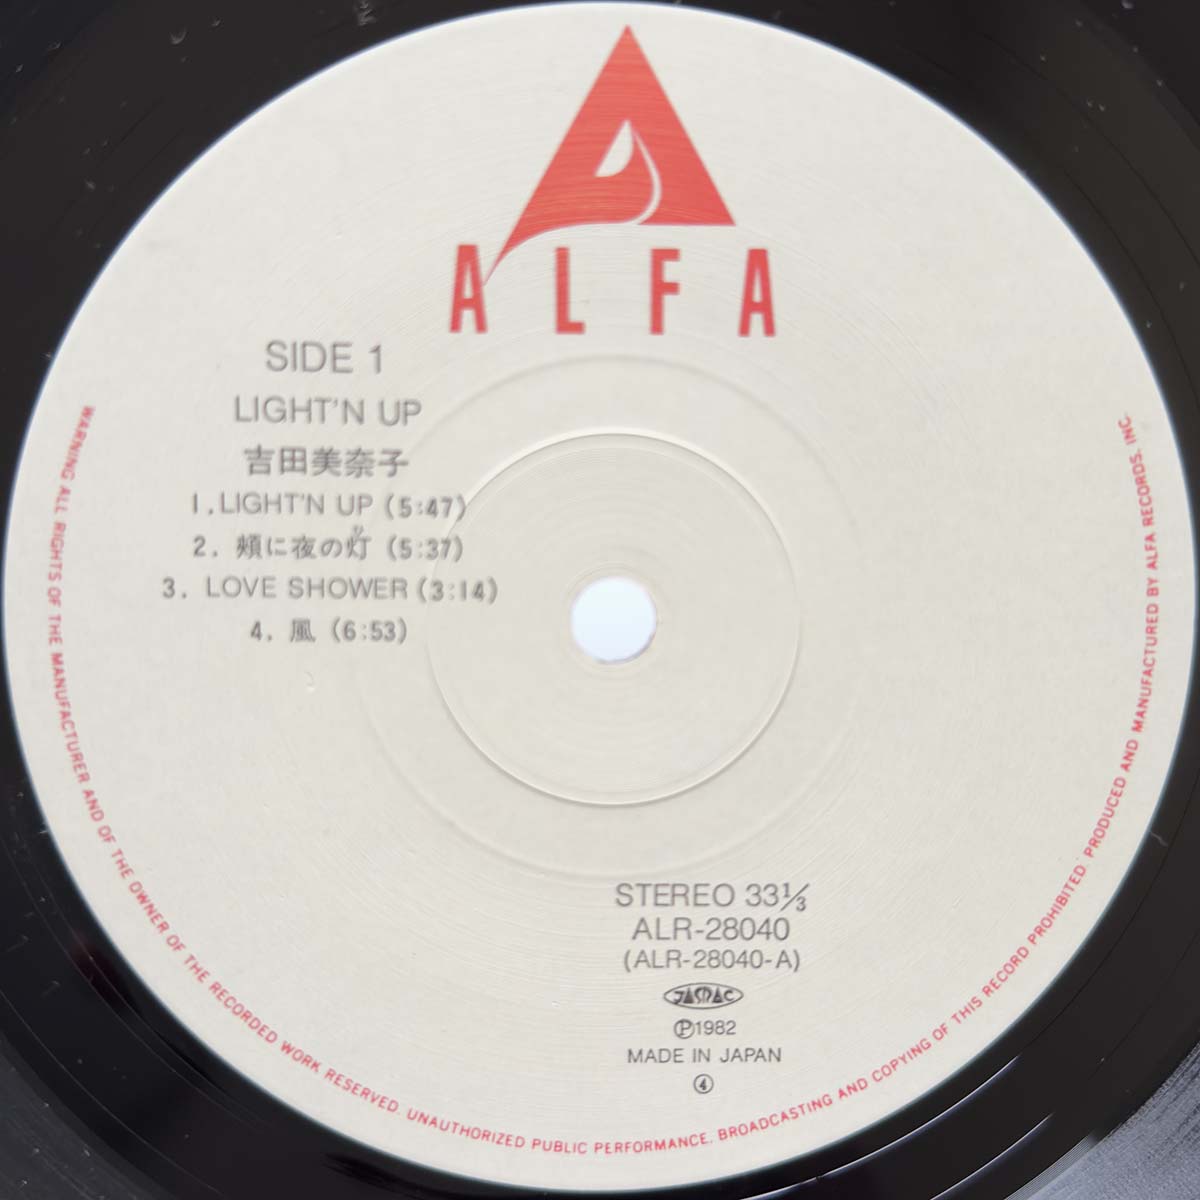 ALFA
SIDE 1
LIGHT'N UP
吉田美奈子
1. LIGHT'N UP (5:47)
2. 頬に夜の灯 (5:37)
3. LOVE SHOWER (3:14)
4. 風 (6:53)
STEREO 33⅓
ALR-28040
(ALR-28040-A)
JASRAC
Ⓟ1982
MADE IN JAPAN
④
WARNING ALL RIGHTS OF THE MANUFACTURER AND OF THE OWNER OF THE RECORDED WORK RESERVED. UNAUTHORIZED PUBLIC PERFORMANCE, BROADCASTING AND COPYING OF THIS RECORD PROHIBITED. PRODUCED AND MANUFACTURED BY ALFA RECORDS, INC.